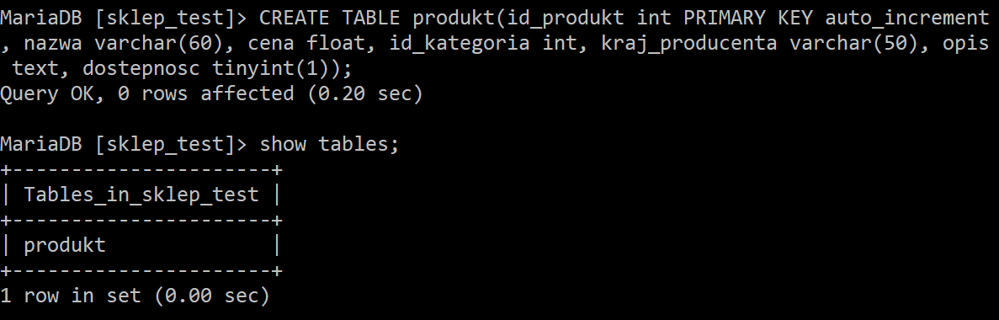 MariaDB [sklep_test]> CREATE TABLE produkt(id_produkt int PRIMARY KEY auto_increment
, nazwa varchar(60), cena float, id_kategoria int, kraj_producenta varchar(50), opis
 text, dostepnosc tinyint(1));
Query OK, 0 rows affected (0.20 sec)

MariaDB [sklep_test]> show tables;
+----------------------+
| Tables_in_sklep_test |
+----------------------+
| produkt              |
+----------------------+
1 row in set (0.00 sec)